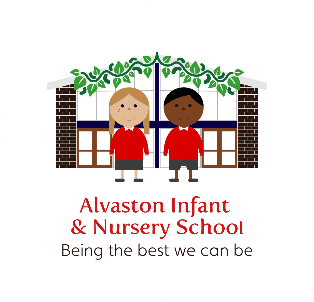 Alvaston Infant
& Nursery School
Being the best we can be